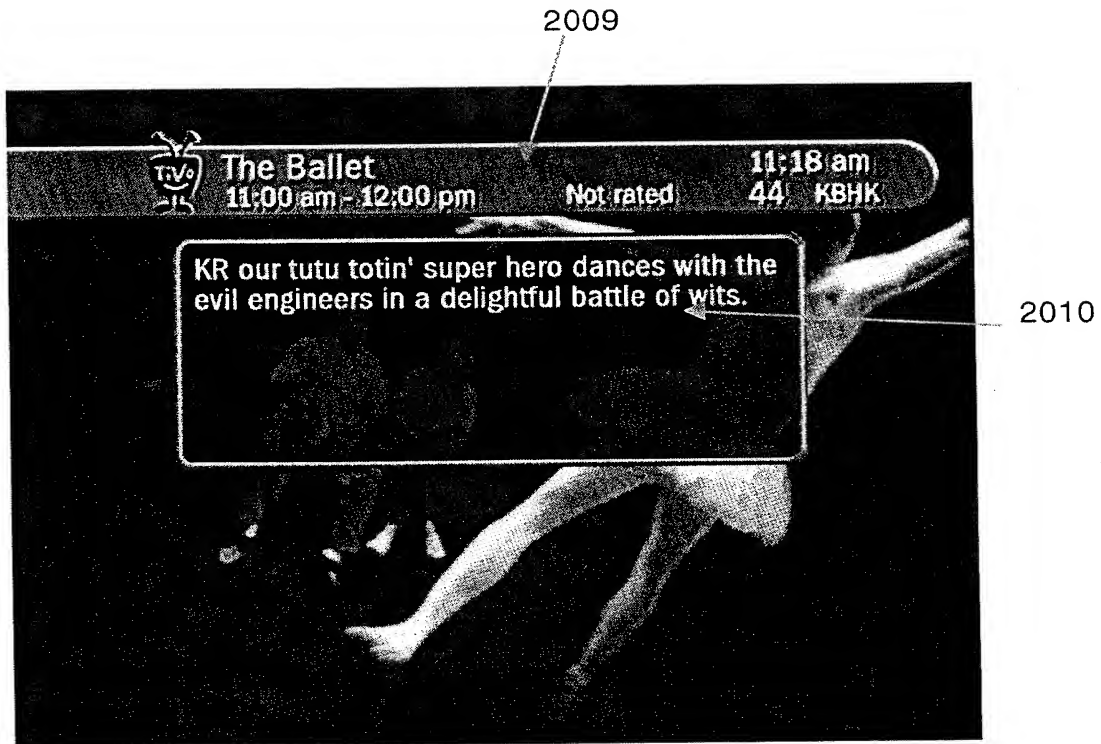 2009
TiVo The Ballet 11:18 am
11:00 am - 12:00 pm Not rated 44 KBHK
KR our tutu totin' super hero dances with the
evil engineers in a delightful battle of wits.
2010